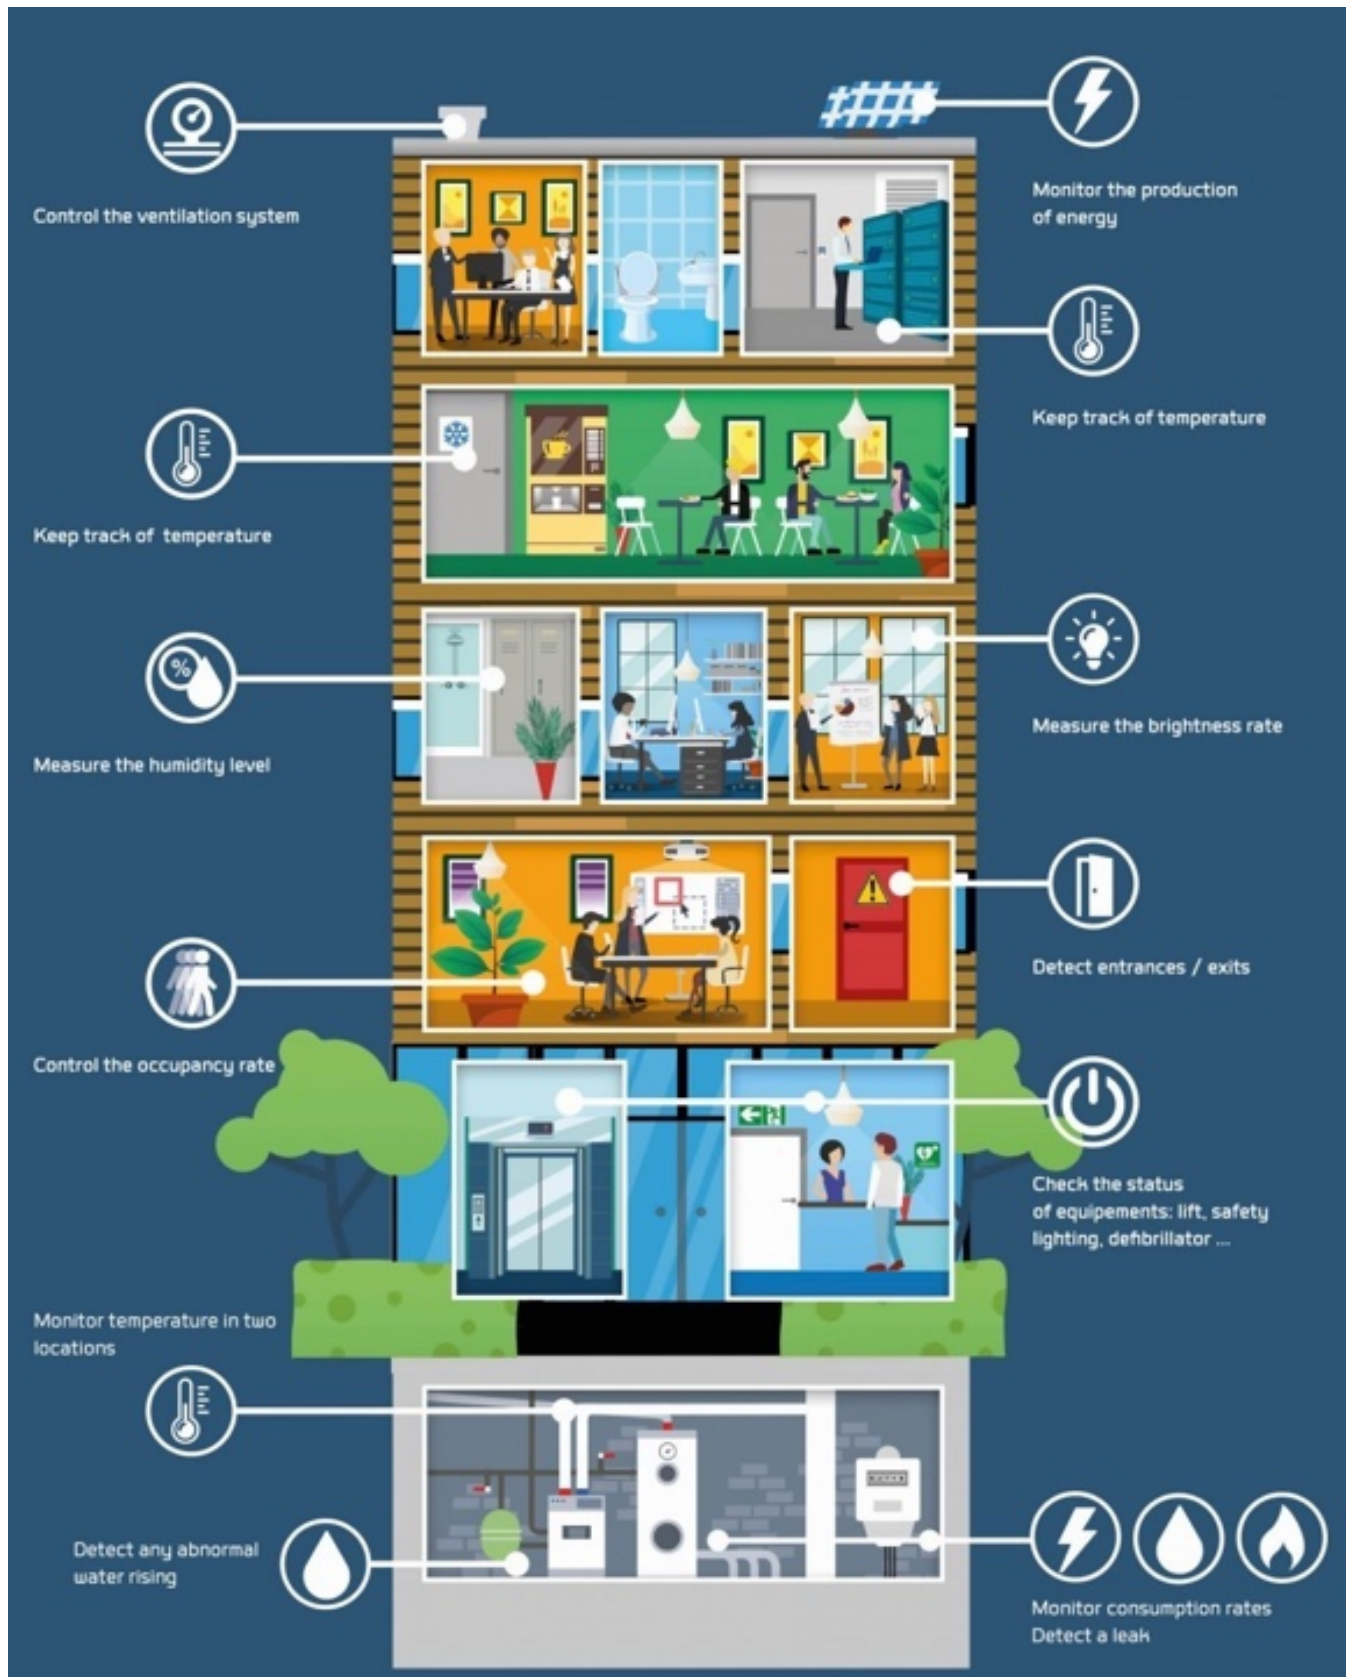 Control the ventilation system
Monitor the production
of energy
Keep track of temperature
Keep track of temperature
%
Measure the humidity level
Measure the brightness rate
Detect entrances / exits
Control the occupancy rate
Check the status
of equipements: lift, safety
lighting, defibrillator ...
Monitor temperature in two
locations
Detect any abnormal
water rising
Monitor consumption rates
Detect a leak